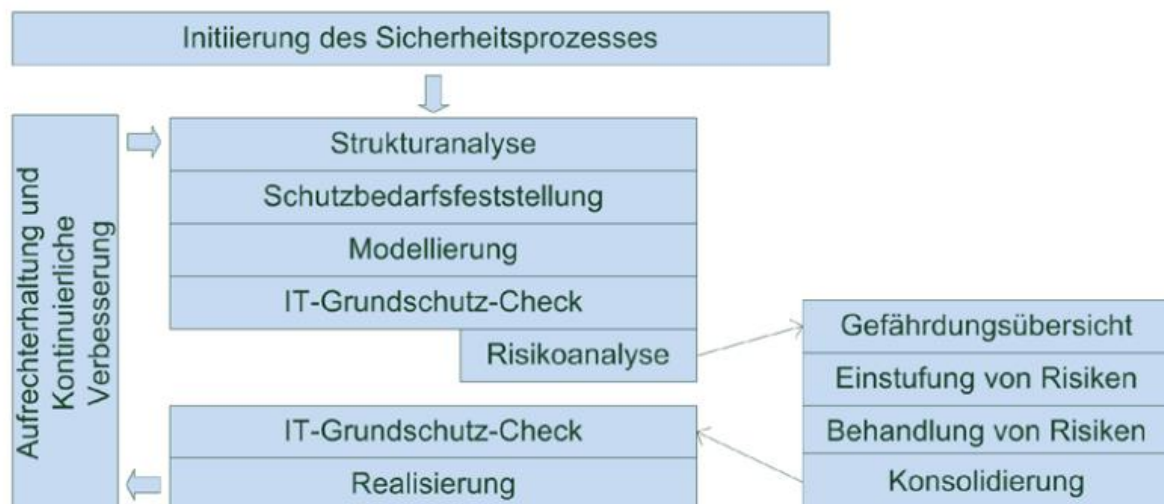 Initiierung des Sicherheitsprozesses
Aufrechterhaltung und
Kontinuierliche
Verbesserung
Strukturanalyse
Schutzbedarfsfeststellung
Modellierung
IT-Grundschutz-Check
Risikoanalyse
Gefährdungsübersicht
Einstufung von Risiken
Behandlung von Risiken
Konsolidierung
IT-Grundschutz-Check
Realisierung